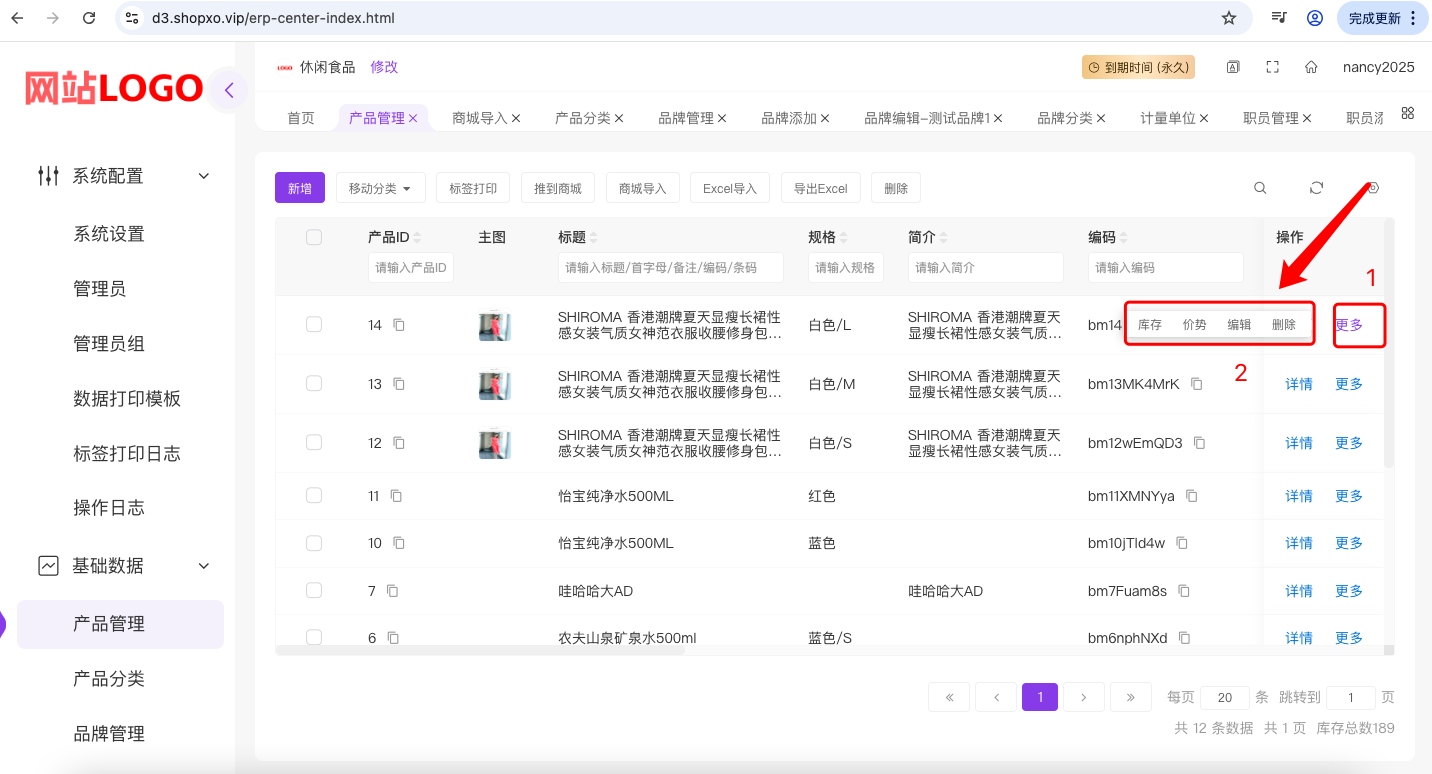 d3.shopxo.vip/erp-center-index.html 完成更新
网站LOGO
LOGO 休闲食品 修改 到期时间 (永久) nancy2025
首页 产品管理 商城导入 产品分类 品牌管理 品牌添加 品牌编辑-测试品牌1 品牌分类 计量单位 职员管理 职员添
系统配置
系统设置
管理员
管理员组
数据打印模板
标签打印日志
操作日志
基础数据
产品管理
产品分类
品牌管理
新增 移动分类 标签打印 推到商城 商城导入 Excel导入 导出Excel 删除
产品ID 主图 标题 规格 简介 编码 操作
请输入产品ID 请输入标题/首字母/备注/编码/条码 请输入规格 请输入简介 请输入编码
1
14 SHIROMA 香港潮牌夏天显瘦长裙性感女装气质女神范衣服收腰修身包... 白色/L SHIROMA 香港潮牌夏天显瘦长裙性感女装气质... bm14 库存 价势 编辑 删除 更多
2
13 SHIROMA 香港潮牌夏天显瘦长裙性感女装气质女神范衣服收腰修身包... 白色/M SHIROMA 香港潮牌夏天显瘦长裙性感女装气质... bm13MK4MrK 详情 更多
12 SHIROMA 香港潮牌夏天显瘦长裙性感女装气质女神范衣服收腰修身包... 白色/S SHIROMA 香港潮牌夏天显瘦长裙性感女装气质... bm12wEmQD3 详情 更多
11 怡宝纯净水500ML 红色 bm11XMNYya 详情 更多
10 怡宝纯净水500ML 蓝色 bm10jTld4w 详情 更多
7 哇哈哈大AD 哇哈哈大AD bm7Fuam8s 详情 更多
6 农夫山泉矿泉水500ml 蓝色/S bm6nphNXd 详情 更多
« ‹ 1 › » 每页 20 条 跳转到 1 页
共 12 条数据 共 1 页 库存总数189